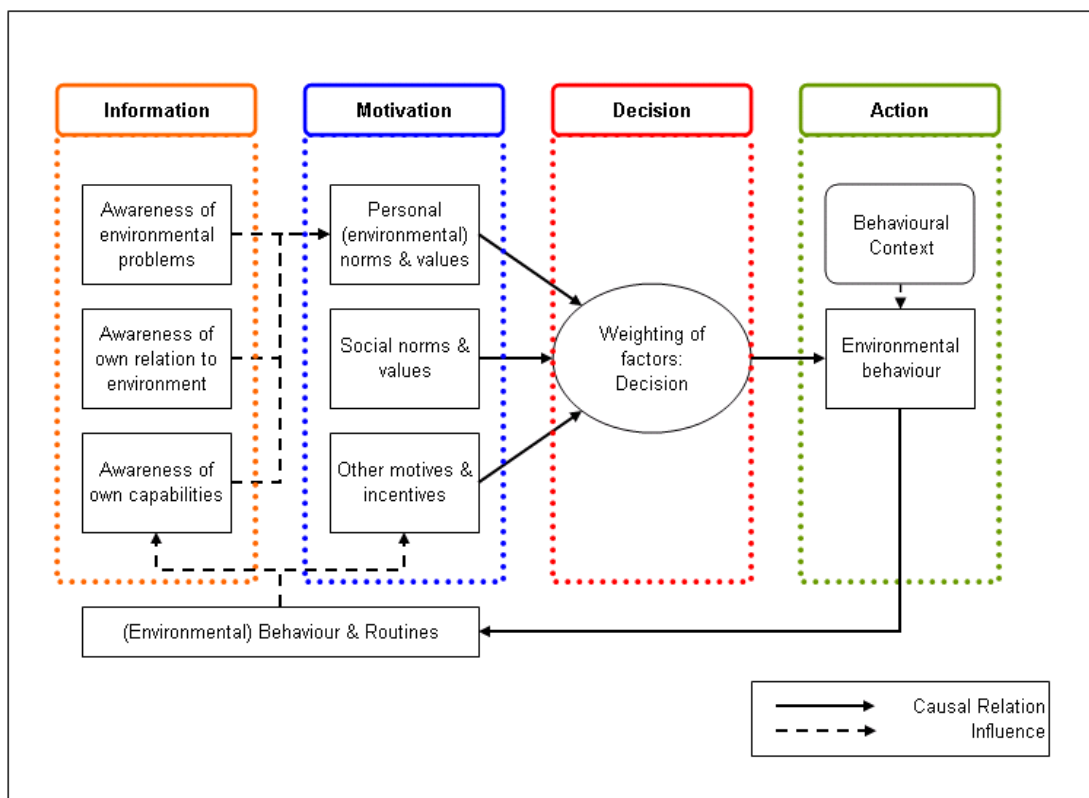 Information
Motivation
Decision
Action
Awareness of
environmental
problems
Personal
(environmental)
norms & values
Behavioural
Context
Awareness of
own relation to
environment
Social norms &
values
Weighting of
factors:
Decision
Environmental
behaviour
Awareness of
own capabilities
Other motives &
incentives
(Environmental) Behaviour & Routines
Causal Relation
Influence